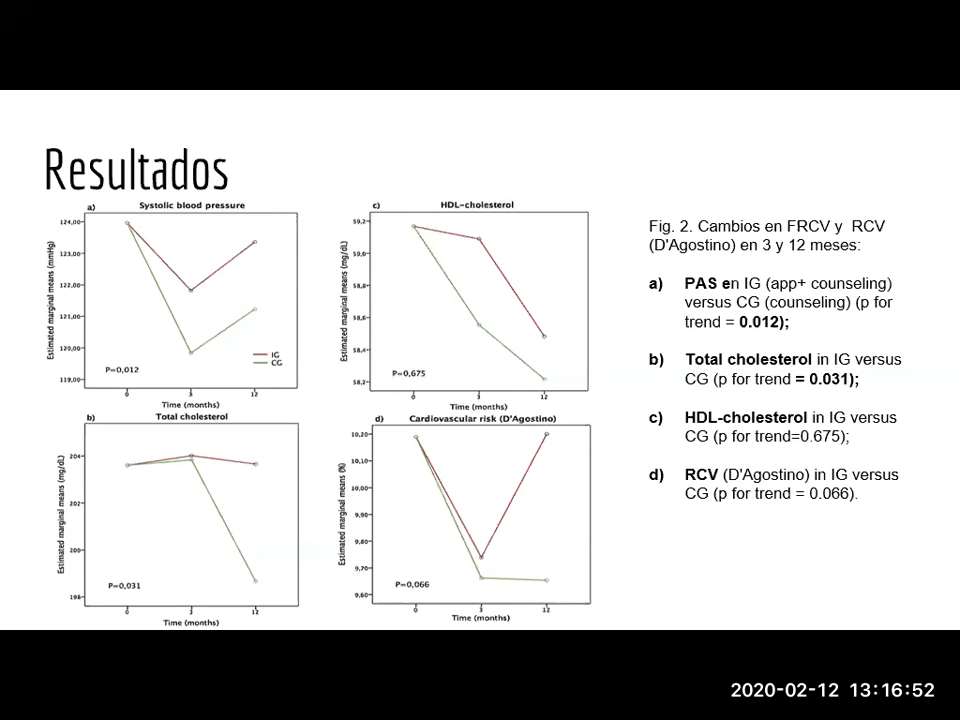 Resultados
a)
Systolic blood pressure
Estimated marginal means (mmHg)
124,00
123,00
122,00
121,00
120,00
119,00
IG
CG
P=0,012
0
3
12
Time (months)
c)
HDL-cholesterol
Estimated marginal means (mg/dL)
59,2
59,0
58,8
58,6
58,4
58,2
P=0,675
0
3
12
Time (months)
b)
Total cholesterol
Estimated marginal means (mg/dL)
204
202
200
198
P=0,031
0
3
12
Time (months)
d)
Cardiovascular risk (D'Agostino)
Estimated marginal means (%)
10,20
10,10
10,00
9,90
9,80
9,70
9,60
P=0,066
0
3
12
Time (months)
Fig. 2. Cambios en FRCV y RCV
(D'Agostino) en 3 y 12 meses:
a) PAS en IG (app+ counseling)
versus CG (counseling) (p for
trend = 0.012);
b) Total cholesterol in IG versus
CG (p for trend = 0.031);
c) HDL-cholesterol in IG versus
CG (p for trend=0.675);
d) RCV (D'Agostino) in IG versus
CG (p for trend = 0.066).
2020-02-12 13:16:52